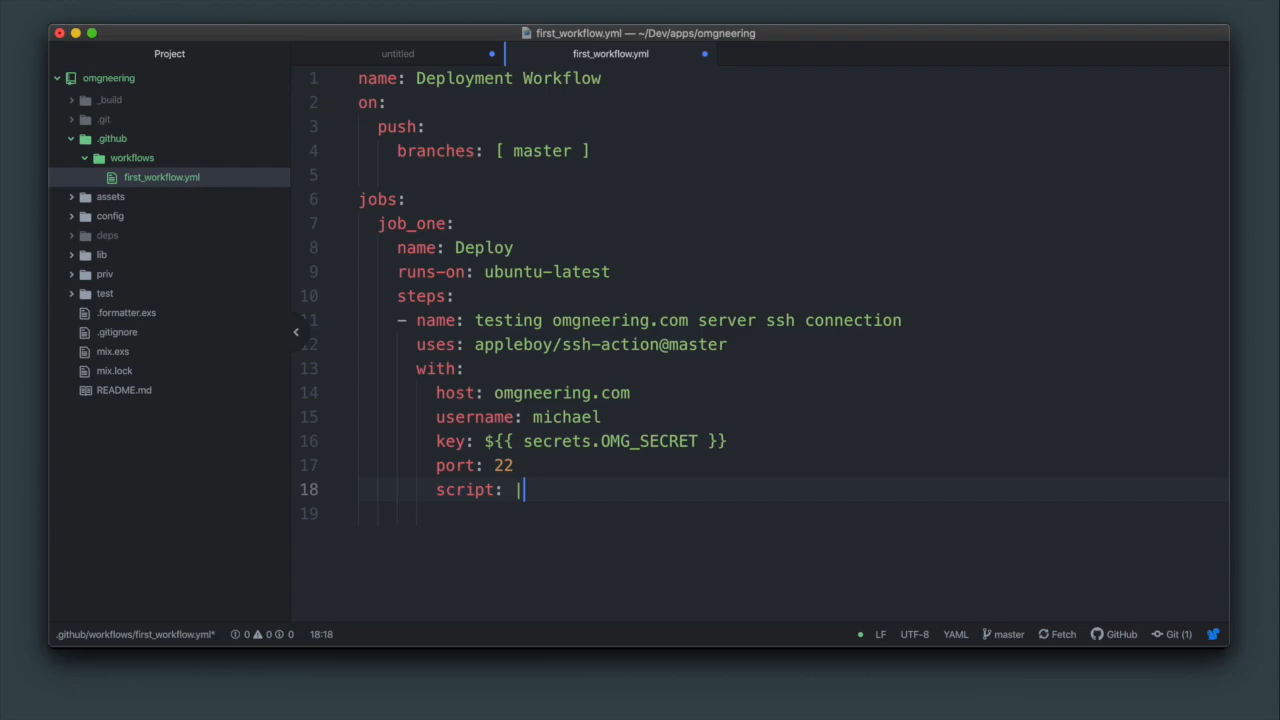 first_workflow.yml — ~/Dev/apps/omgneering
Project
untitled
first_workflow.yml
omgneering
_build
.git
.github
workflows
first_workflow.yml
assets
config
deps
lib
priv
test
.formatter.exs
.gitignore
mix.exs
mix.lock
README.md
1 name: Deployment Workflow
2 on:
3 push:
4 branches: [ master ]
5
6 jobs:
7 job_one:
8 name: Deploy
9 runs-on: ubuntu-latest
10 steps:
11 - name: testing omgneering.com server ssh connection
12 uses: appleboy/ssh-action@master
13 with:
14 host: omgneering.com
15 username: michael
16 key: ${{ secrets.OMG_SECRET }}
17 port: 22
18 script: |
19
.github/workflows/first_workflow.yml* 0 0 0 18:18 LF UTF-8 YAML master Fetch GitHub Git (1)